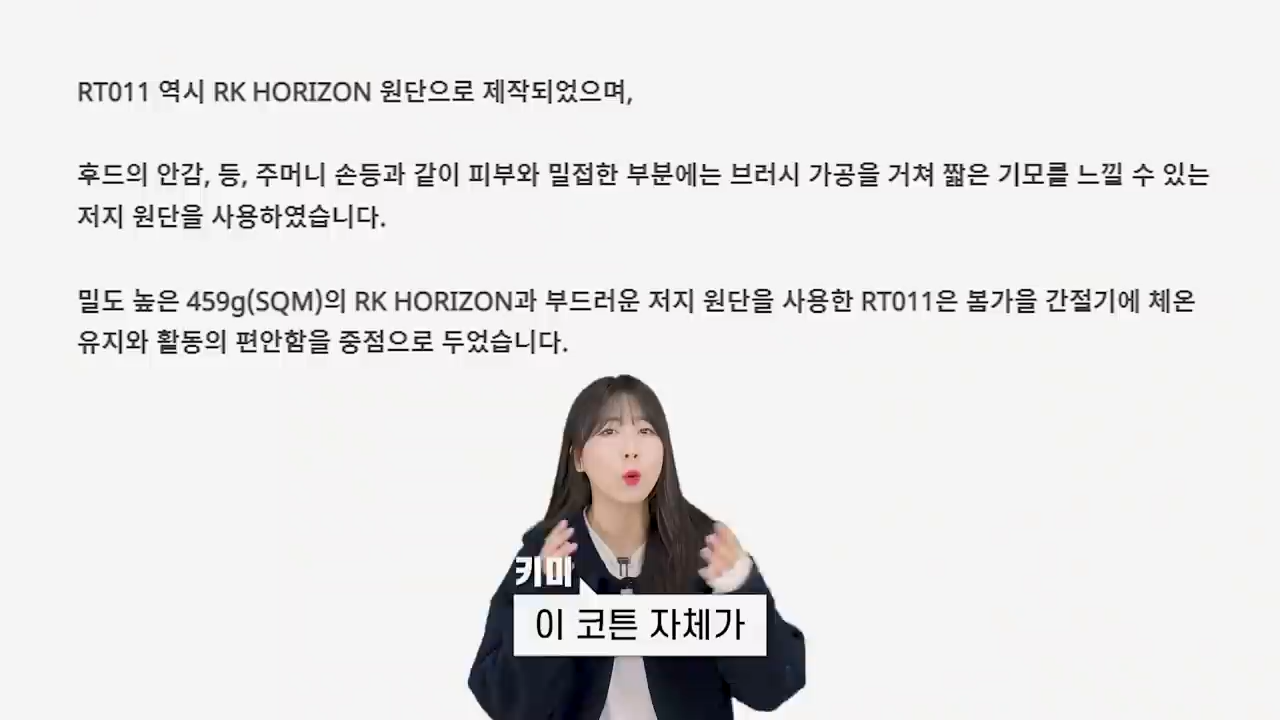 RT011 역시 RK HORIZON 원단으로 제작되었으며,
후드의 안감, 등, 주머니 손등과 같이 피부와 밀접한 부분에는 브러시 가공을 거쳐 짧은 기모를 느낄 수 있는
저지 원단을 사용하였습니다.
밀도 높은 459g(SQM)의 RK HORIZON과 부드러운 저지 원단을 사용한 RT011은 봄가을 간절기에 체온
유지와 활동의 편안함을 중점으로 두었습니다.
키미
이 코튼 자체가